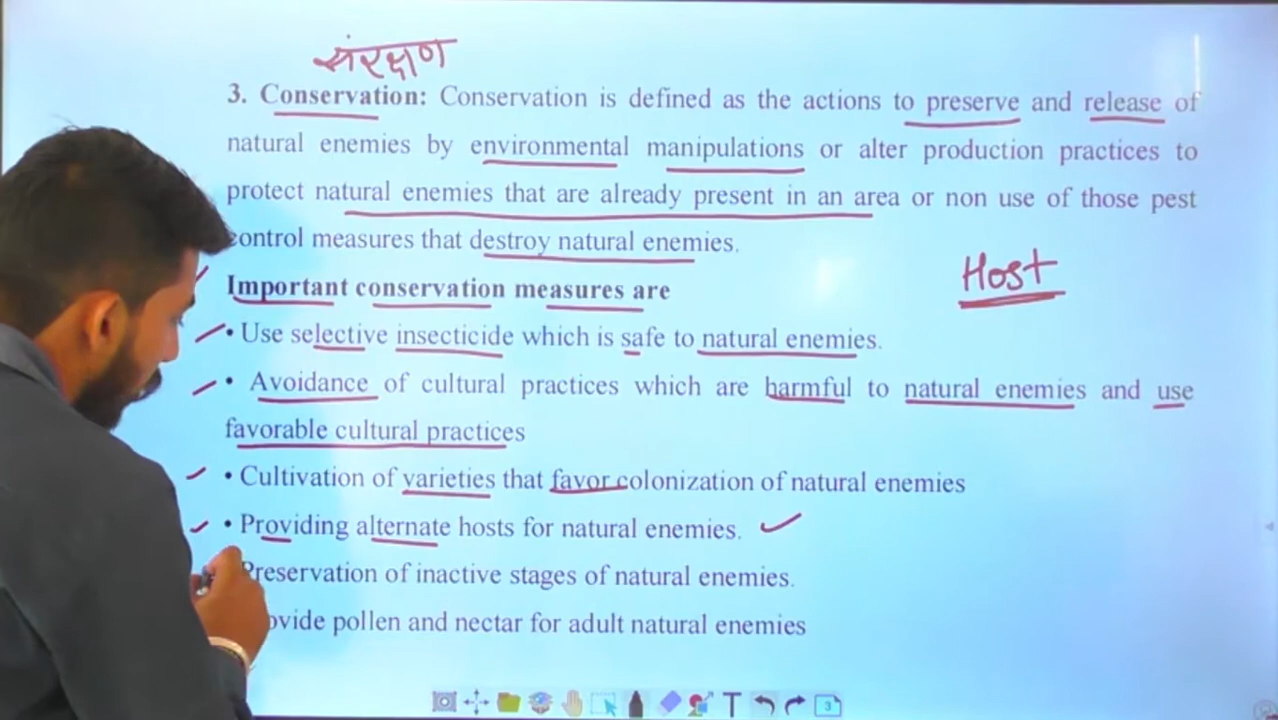 संरक्षण
3. Conservation: Conservation is defined as the actions to preserve and release of
natural enemies by environmental manipulations or alter production practices to
protect natural enemies that are already present in an area or non use of those pest
control measures that destroy natural enemies.
Host
Important conservation measures are
• Use selective insecticide which is safe to natural enemies.
• Avoidance of cultural practices which are harmful to natural enemies and use
favorable cultural practices
• Cultivation of varieties that favor colonization of natural enemies
• Providing alternate hosts for natural enemies.
Preservation of inactive stages of natural enemies.
ovide pollen and nectar for adult natural enemies
T
3